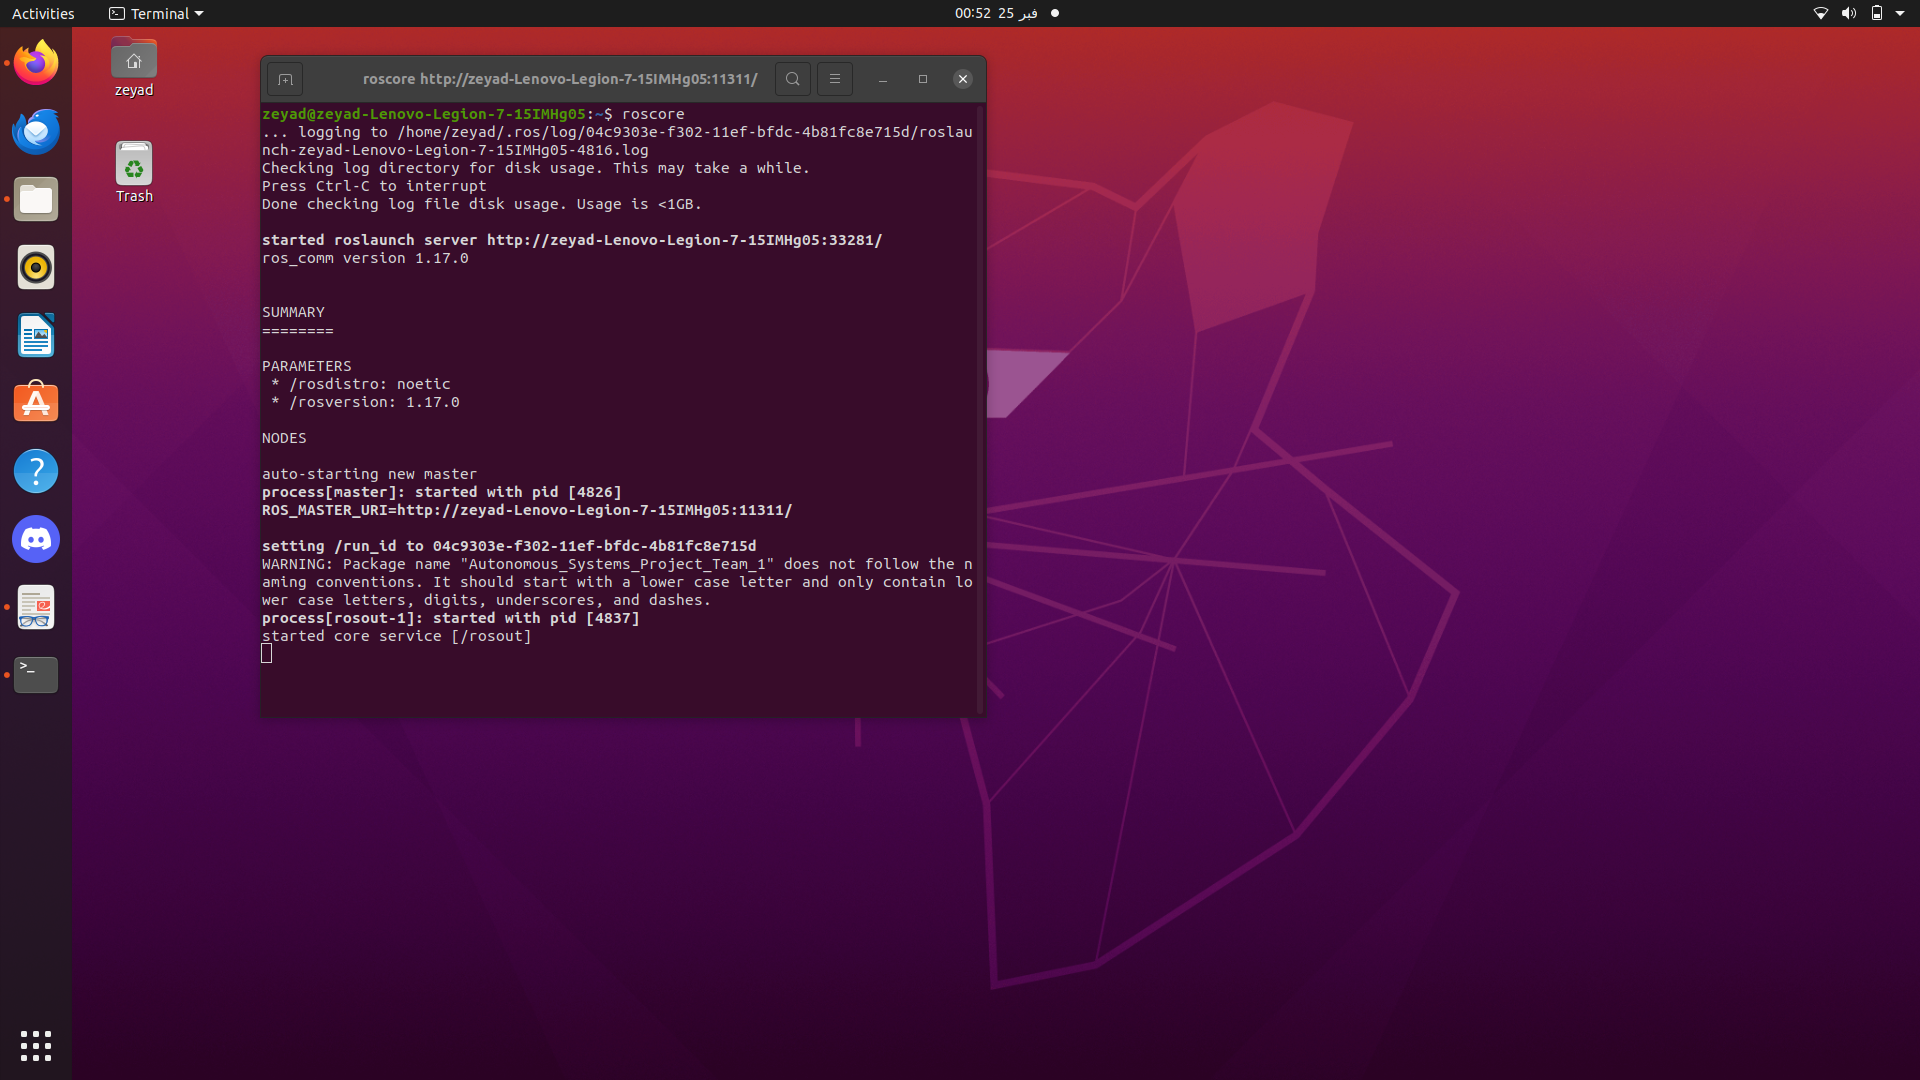 Activities
Terminal
00:52 25 فبر
zeyad
Trash
roscore http://zeyad-Lenovo-Legion-7-15IMHg05:11311/
zeyad@zeyad-Lenovo-Legion-7-15IMHg05:~$ roscore
... logging to /home/zeyad/.ros/log/04c9303e-f302-11ef-bfdc-4b81fc8e715d/roslau
nch-zeyad-Lenovo-Legion-7-15IMHg05-4816.log
Checking log directory for disk usage. This may take a while.
Press Ctrl-C to interrupt
Done checking log file disk usage. Usage is <1GB.
started roslaunch server http://zeyad-Lenovo-Legion-7-15IMHg05:33281/
ros_comm version 1.17.0
SUMMARY
========
PARAMETERS
* /rosdistro: noetic
* /rosversion: 1.17.0
NODES
auto-starting new master
process[master]: started with pid [4826]
ROS_MASTER_URI=http://zeyad-Lenovo-Legion-7-15IMHg05:11311/
setting /run_id to 04c9303e-f302-11ef-bfdc-4b81fc8e715d
WARNING: Package name "Autonomous_Systems_Project_Team_1" does not follow the n
aming conventions. It should start with a lower case letter and only contain lo
wer case letters, digits, underscores, and dashes.
process[rosout-1]: started with pid [4837]
started core service [/rosout]